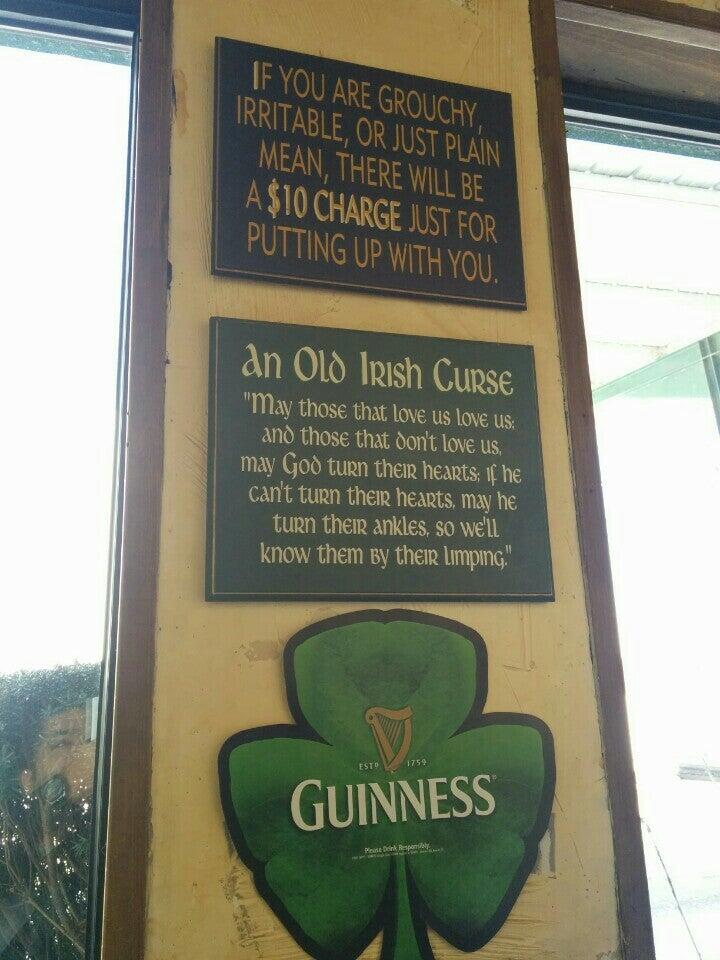 IF YOU ARE GROUCHY,
IRRITABLE, OR JUST PLAIN
MEAN, THERE WILL BE
A $10 CHARGE JUST FOR
PUTTING UP WITH YOU.
An Old Irish Curse
"May those that love us love us;
and those that don't love us,
may God turn their hearts; if he
can't turn their hearts, may he
turn their ankles, so we'll
know them by their limping."
ESTD 1759
GUINNESS®
Please Drink Responsibly.